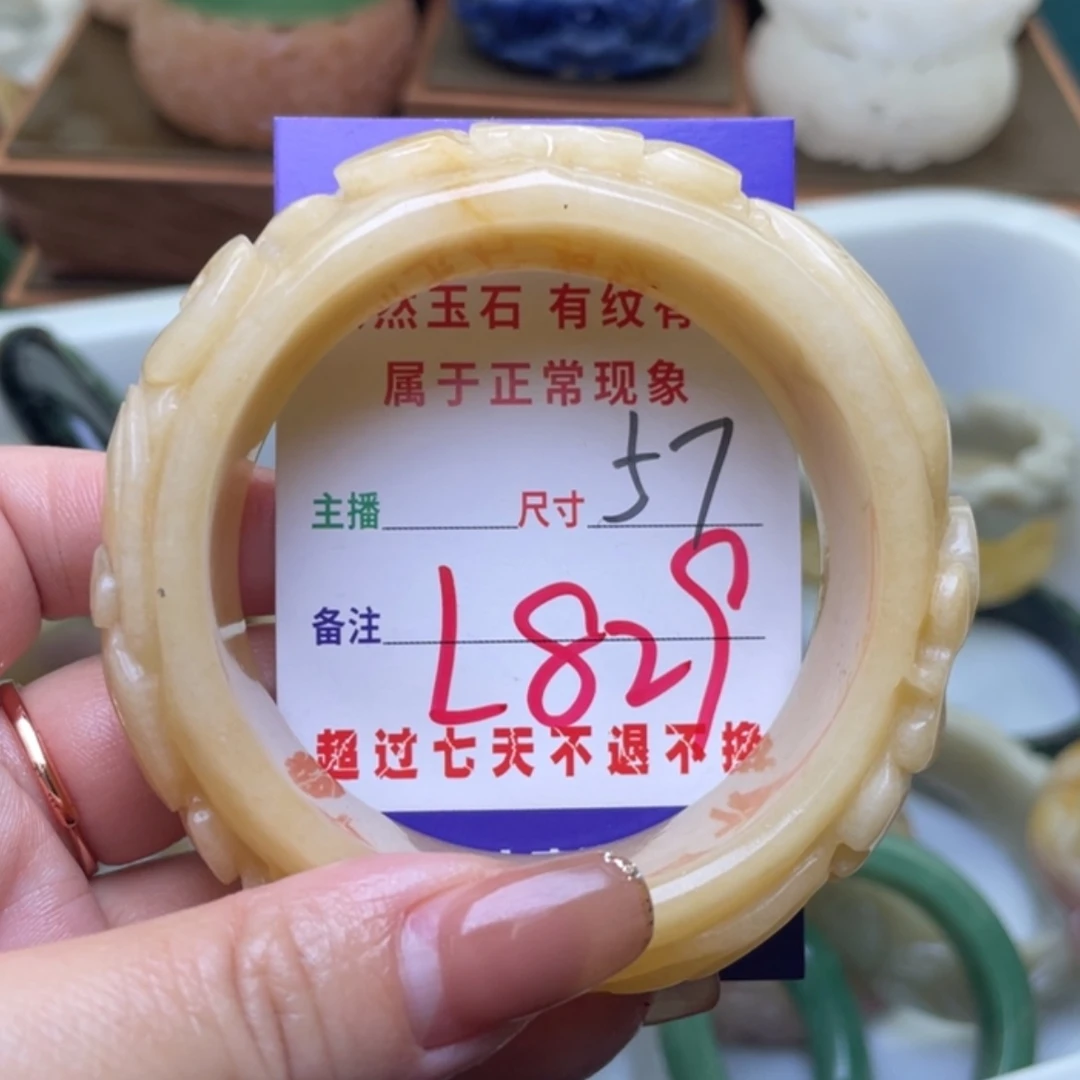 然玉石 有纹有
属于正常现象
主播 尺寸 57
备注 L829
超过七天不退不换